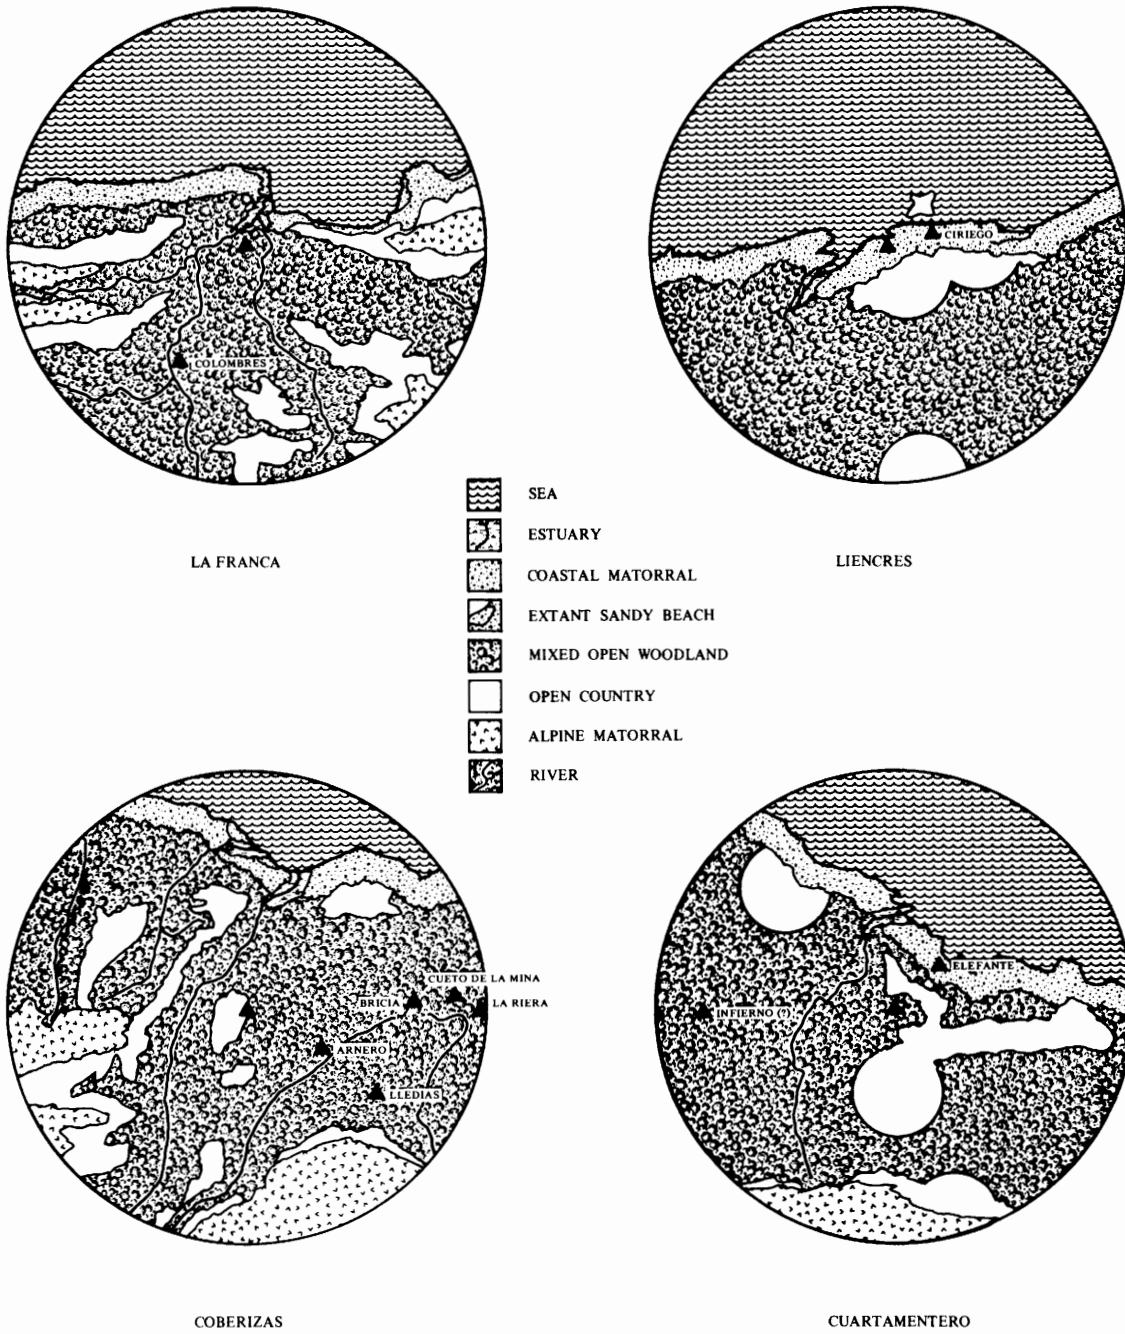 CIRIEGO
COLOMBRES
SEA
ESTUARY
LA FRANCA
LIENCRES
COASTAL MATORRAL
EXTANT SANDY BEACH
MIXED OPEN WOODLAND
OPEN COUNTRY
ALPINE MATORRAL
RIVER
CUETO DE LA MINA
BRICIA
LA RIERA
ARNERO
LLEDIAS
ELEFANTE
INFIERNO (?)
COBERIZAS
CUARTAMENTERO